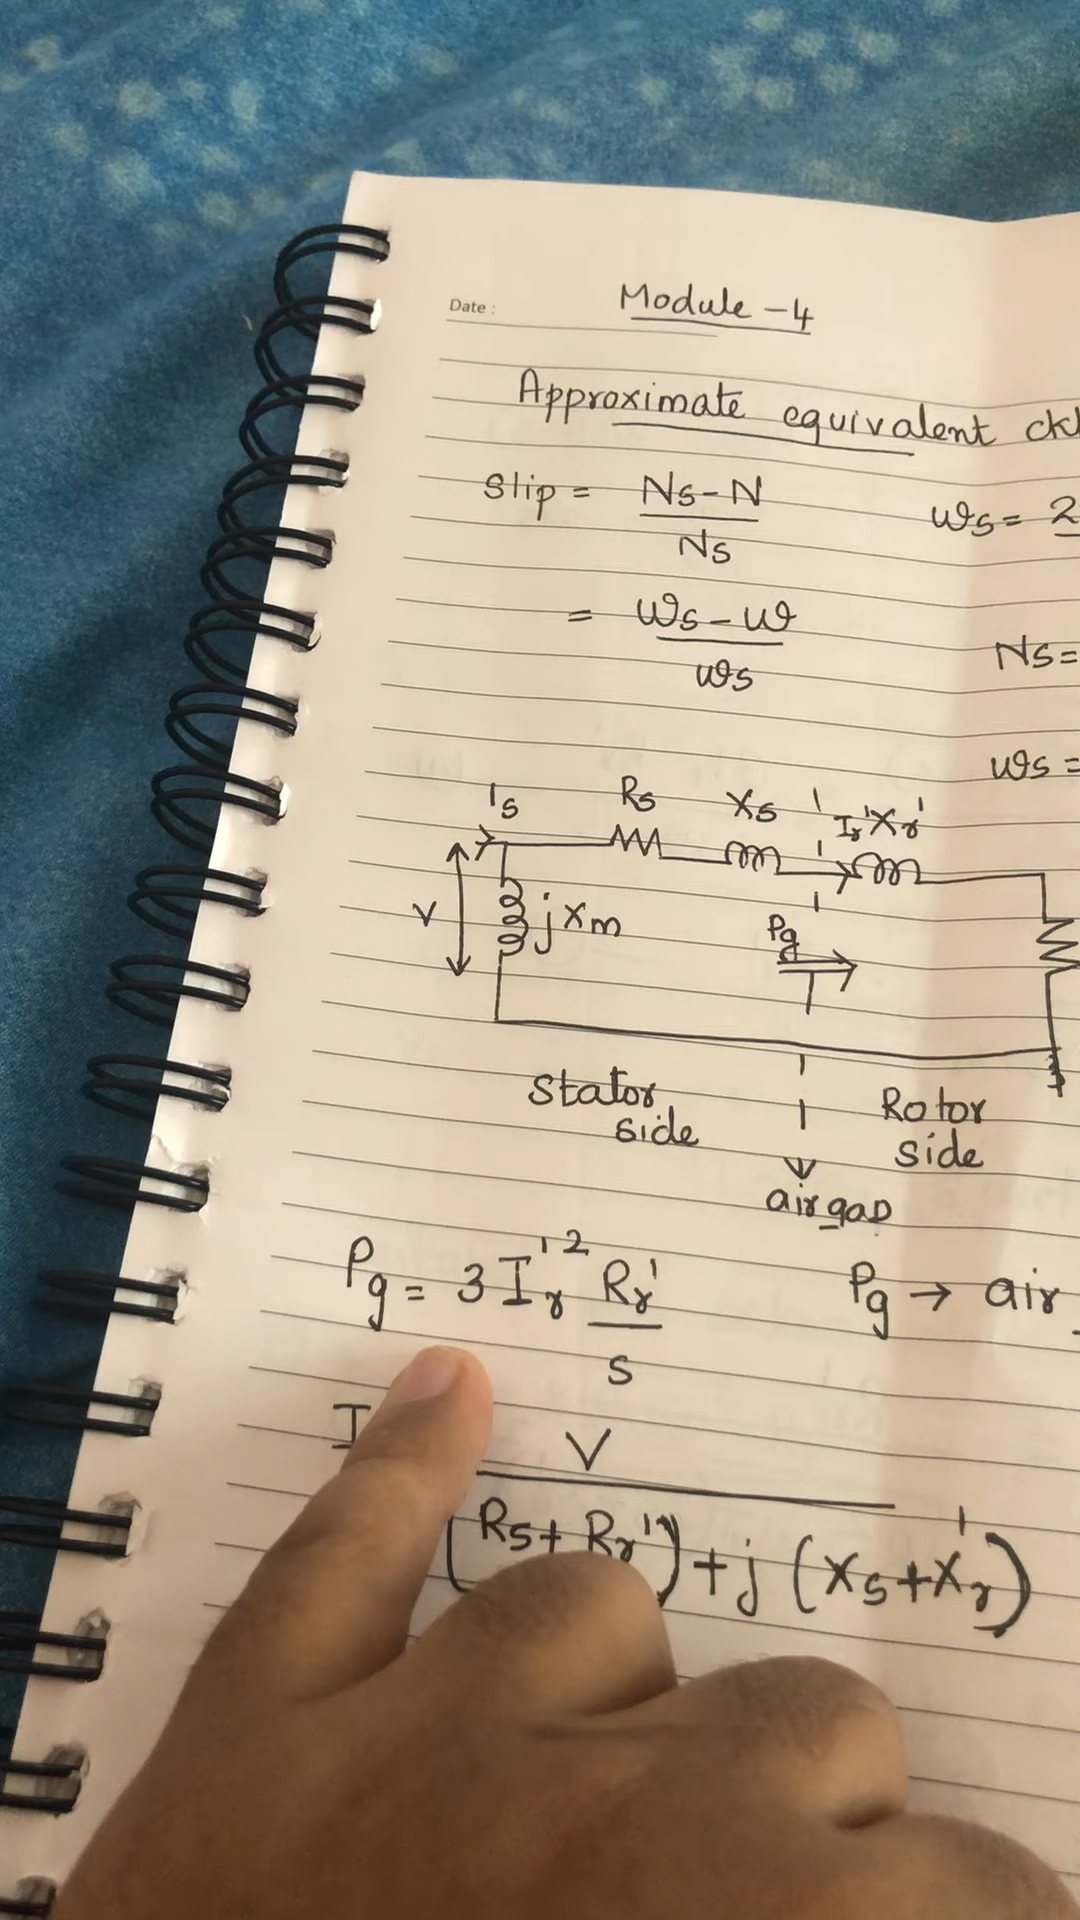 Module - 4
Date :
Approximate equivalent
Slip = Ns - N / Ns
ωs = 2
= ωs - ω / ωs
Ns =
ωs =
Is Rs Xs Ir' Xr'
V jXm Pg
Stator side
Rotor side
air gap
Pg = 3 Ir'² Rr' / s
Pg → air
V
(Rs + Rr') + j (Xs + Xr')